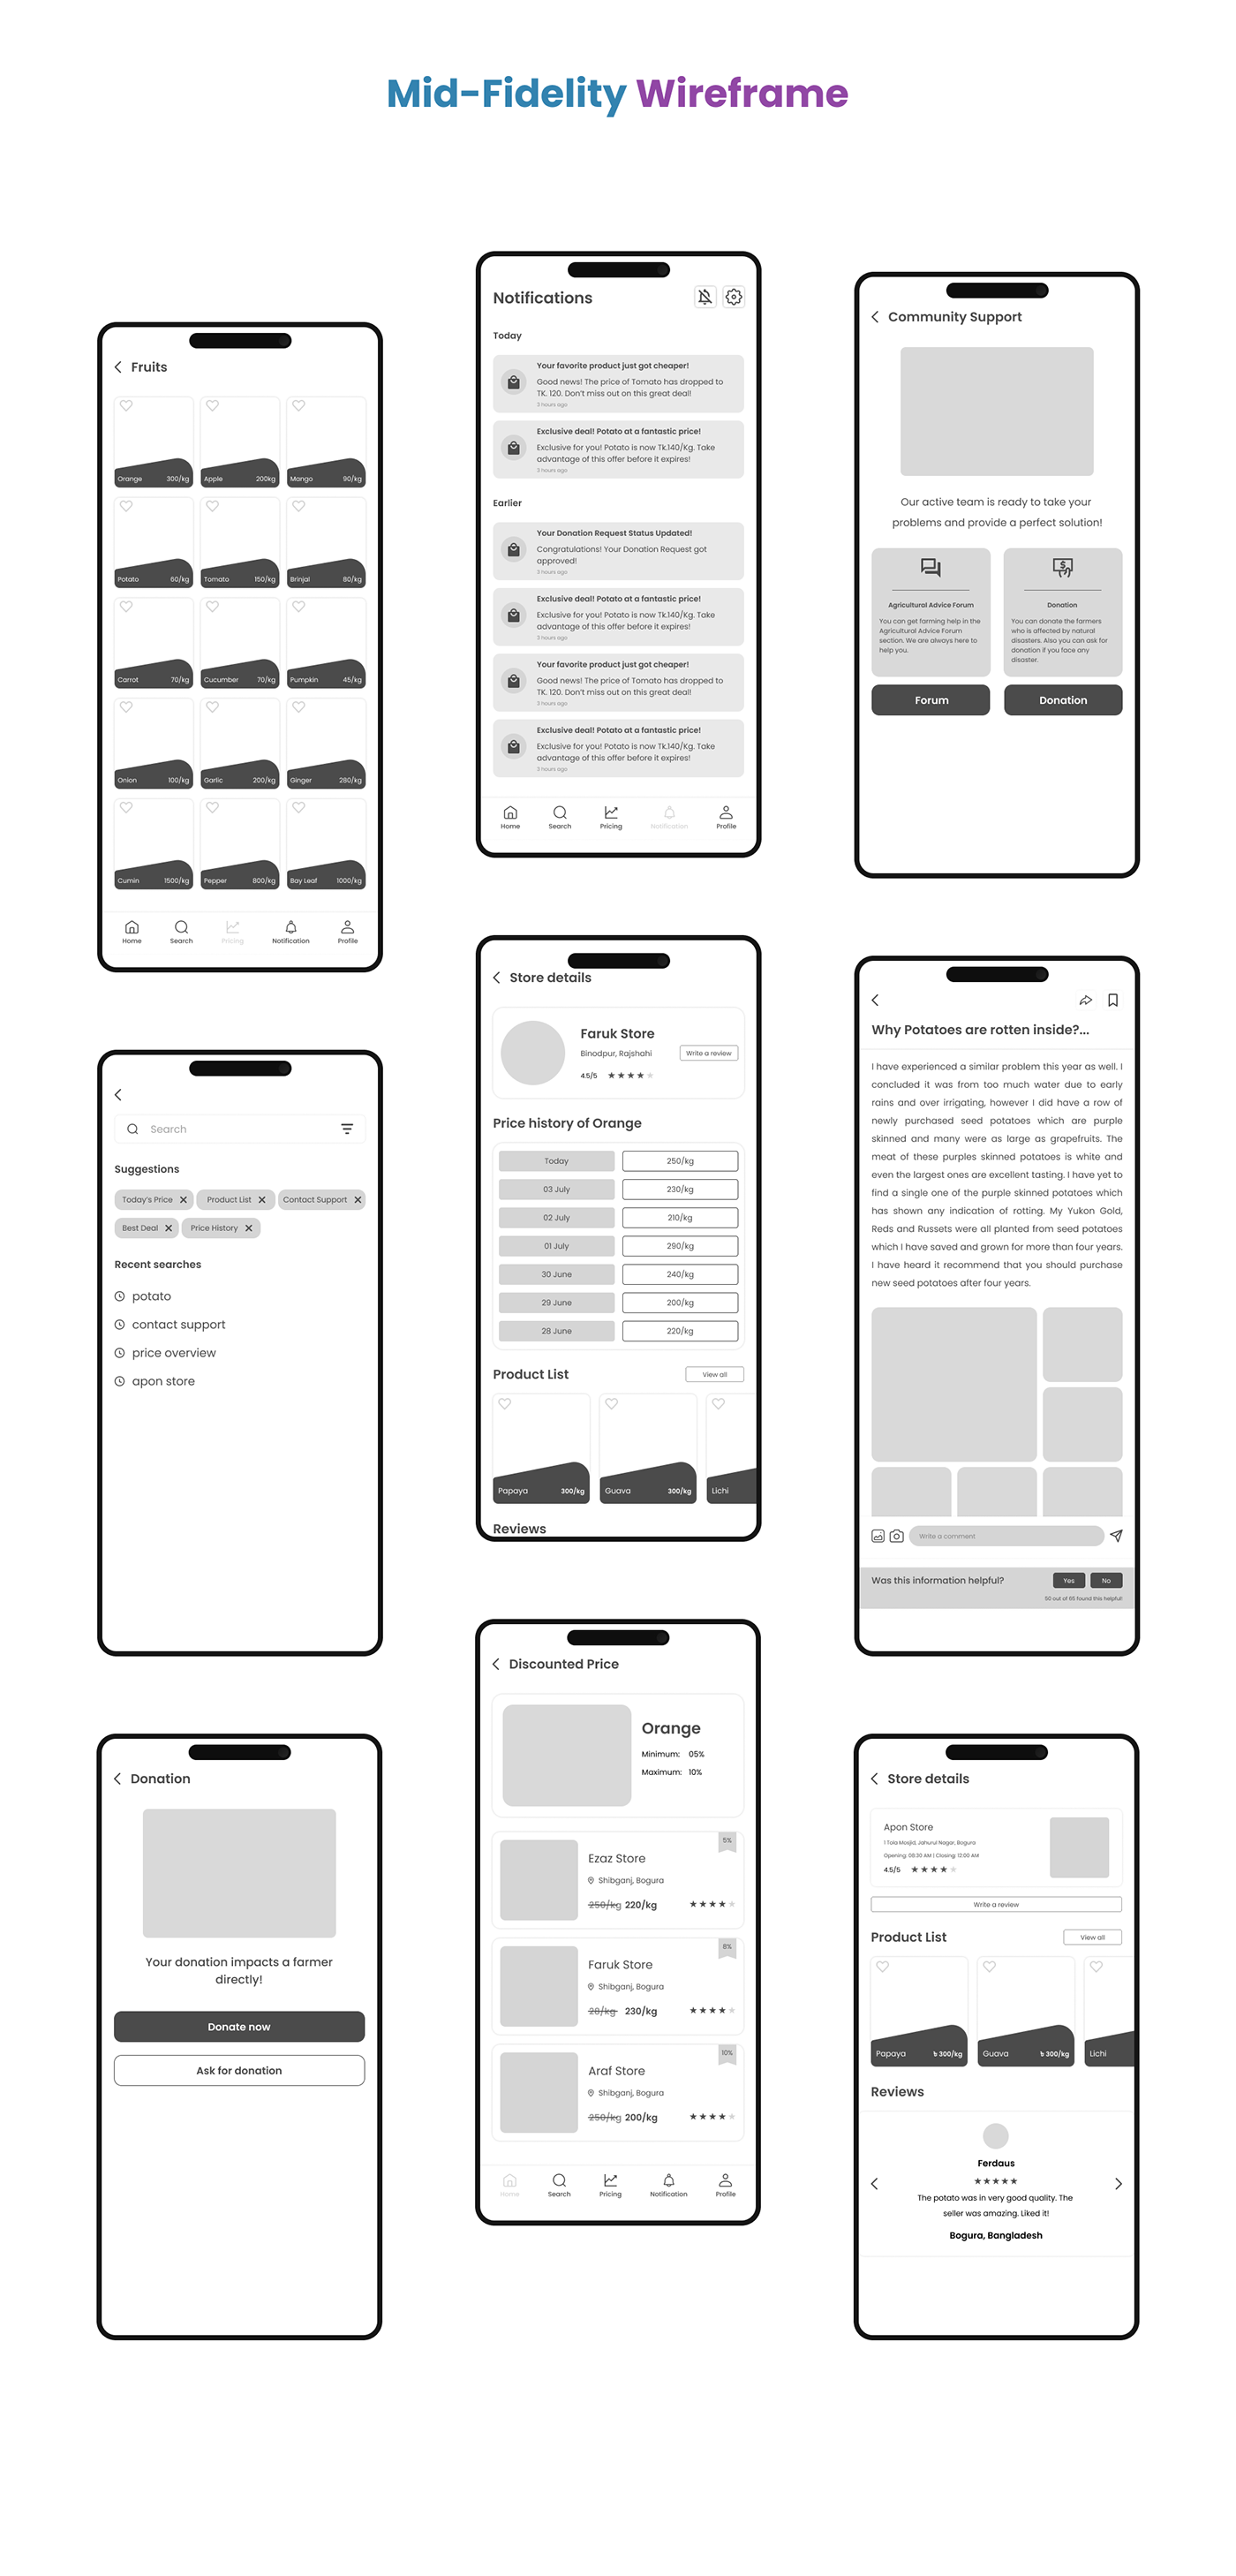 Mid-Fidelity Wireframe
Fruits
Orange 300/kg
Apple 200kg
Mango 90/kg
Potato 60/kg
Tomato 150/kg
Brinjal 80/kg
Carrot 70/kg
Cucumber 70/kg
Pumpkin 45/kg
Onion 100/kg
Garlic 200/kg
Ginger 280/kg
Cumin 1500/kg
Pepper 800/kg
Bay Leaf 1000/kg
Home
Search
Pricing
Notification
Profile
Notifications
Today
Your favorite product just got cheaper!
Good news! The price of Tomato has dropped to
TK. 120. Don't miss out on this great deal!
3 hours ago
Exclusive deal! Potato at a fantastic price!
Exclusive for you! Potato is now Tk.140/Kg. Take
advantage of this offer before it expires!
3 hours ago
Earlier
Your Donation Request Status Updated!
Congratulations! Your Donation Request got
approved!
3 hours ago
Exclusive deal! Potato at a fantastic price!
Exclusive for you! Potato is now Tk.140/Kg. Take
advantage of this offer before it expires!
3 hours ago
Your favorite product just got cheaper!
Good news! The price of Tomato has dropped to
TK. 120. Don't miss out on this great deal!
3 hours ago
Exclusive deal! Potato at a fantastic price!
Exclusive for you! Potato is now Tk.140/Kg. Take
advantage of this offer before it expires!
3 hours ago
Home
Search
Pricing
Notification
Profile
Community Support
Our active team is ready to take your
problems and provide a perfect solution!
Agricultural Advice Forum
You can get farming help in the
Agricultural Advice Forum
section. We are always here to
help you.
Donation
You can donate the farmers
who is affected by natural
disasters. Also you can ask for
donation if you face any
disaster.
Forum
Donation
Search
Suggestions
Today's Price
Product List
Contact Support
Best Deal
Price History
Recent searches
potato
contact support
price overview
apon store
Store details
Faruk Store
Binodpur, Rajshahi
Write a review
4.5/5
Price history of Orange
Today 250/kg
03 July 230/kg
02 July 210/kg
01 July 290/kg
30 June 240/kg
29 June 200/kg
28 June 220/kg
Product List
View all
Papaya 300/kg
Guava 300/kg
Lichi
Reviews
Why Potatoes are rotten inside?...
I have experienced a similar problem this year as well. I
concluded it was from too much water due to early
rains and over irrigating, however I did have a row of
newly purchased seed potatoes which are purple
skinned and many were as large as grapefruits. The
meat of these purples skinned potatoes is white and
even the largest ones are excellent tasting. I have yet to
find a single one of the purple skinned potatoes which
has shown any indication of rotting. My Yukon Gold,
Reds and Russets were all planted from seed potatoes
which I have saved and grown for more than four years.
I have heard it recommend that you should purchase
new seed potatoes after four years.
Write a comment
Was this information helpful?
Yes
No
50 out of 65 found this helpful!
Donation
Your donation impacts a farmer
directly!
Donate now
Ask for donation
Discounted Price
Orange
Minimum: 05%
Maximum: 10%
5%
Ezaz Store
Shibganj, Bogura
250/kg 220/kg
8%
Faruk Store
Shibganj, Bogura
28/kg 230/kg
10%
Araf Store
Shibganj, Bogura
250/kg 200/kg
Home
Search
Pricing
Notification
Profile
Store details
Apon Store
1 Tola Mosjid, Jahurul Nagar, Bogura
Opening: 09:30 AM | Closing: 12:00 AM
4.5/5
Write a review
Product List
View all
Papaya ৳ 300/kg
Guava ৳ 300/kg
Lichi
Reviews
Ferdaus
The potato was in very good quality. The
seller was amazing. Liked it!
Bogura, Bangladesh